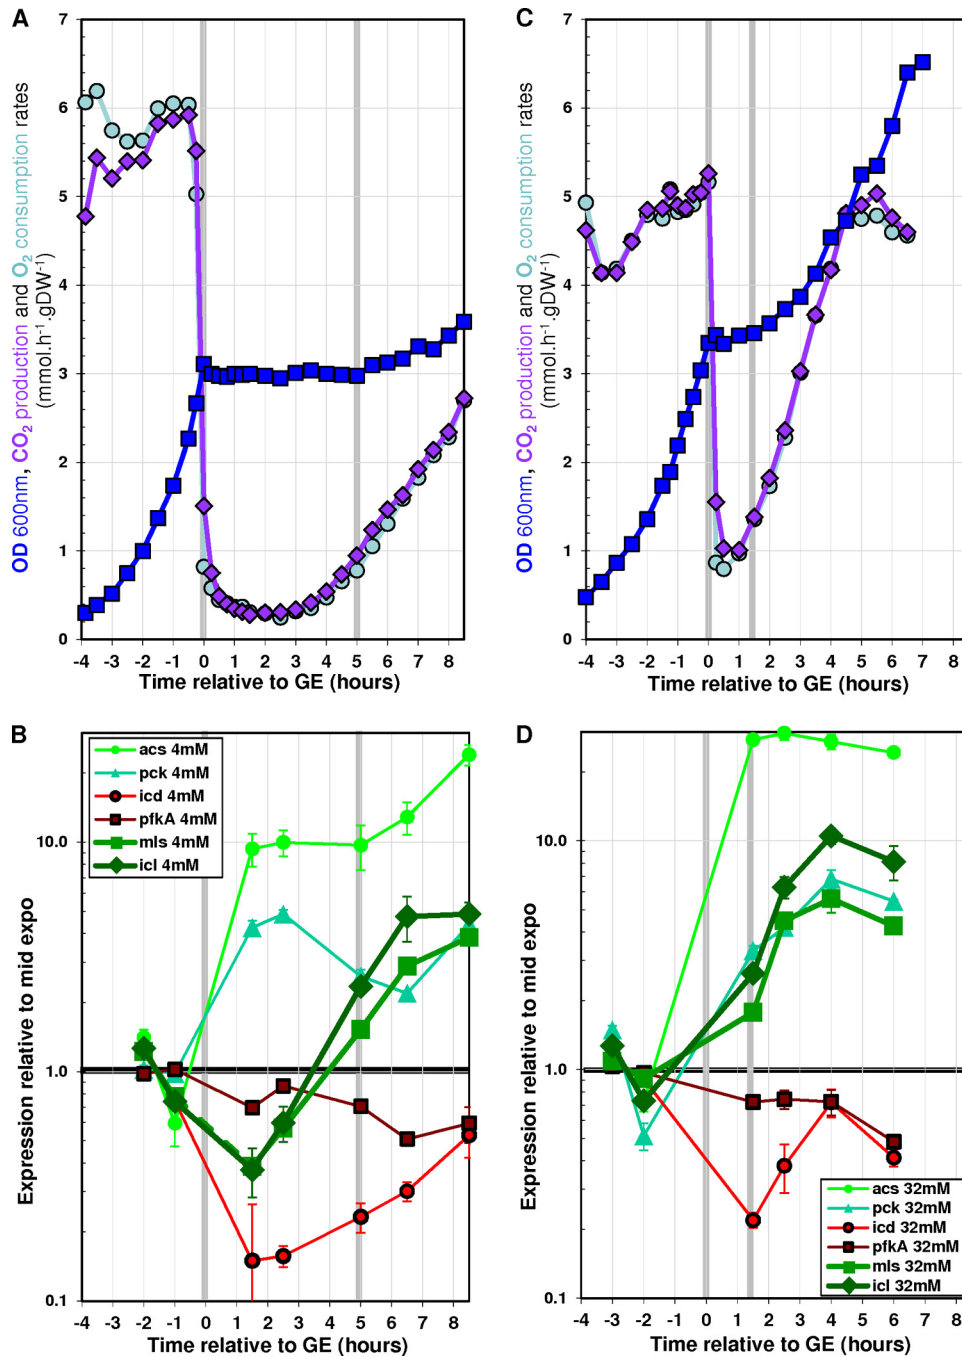 A
OD 600nm, CO₂ production and O₂ consumption rates
(mmol.h⁻¹.gDW⁻¹)
7
6
5
4
3
2
1
0
-4 -3 -2 -1 0 1 2 3 4 5 6 7 8
Time relative to GE (hours)
C
OD 600nm, CO₂ production and O₂ consumption rates
(mmol.h⁻¹.gDW⁻¹)
7
6
5
4
3
2
1
0
-4 -3 -2 -1 0 1 2 3 4 5 6 7 8
Time relative to GE (hours)
B
Expression relative to mid expo
acs 4mM
pck 4mM
icd 4mM
pfkA 4mM
mls 4mM
icl 4mM
10.0
1.0
0.1
-4 -3 -2 -1 0 1 2 3 4 5 6 7 8
Time relative to GE (hours)
D
Expression relative to mid expo
10.0
1.0
0.1
acs 32mM
pck 32mM
icd 32mM
pfkA 32mM
mls 32mM
icl 32mM
-4 -3 -2 -1 0 1 2 3 4 5 6 7 8
Time relative to GE (hours)